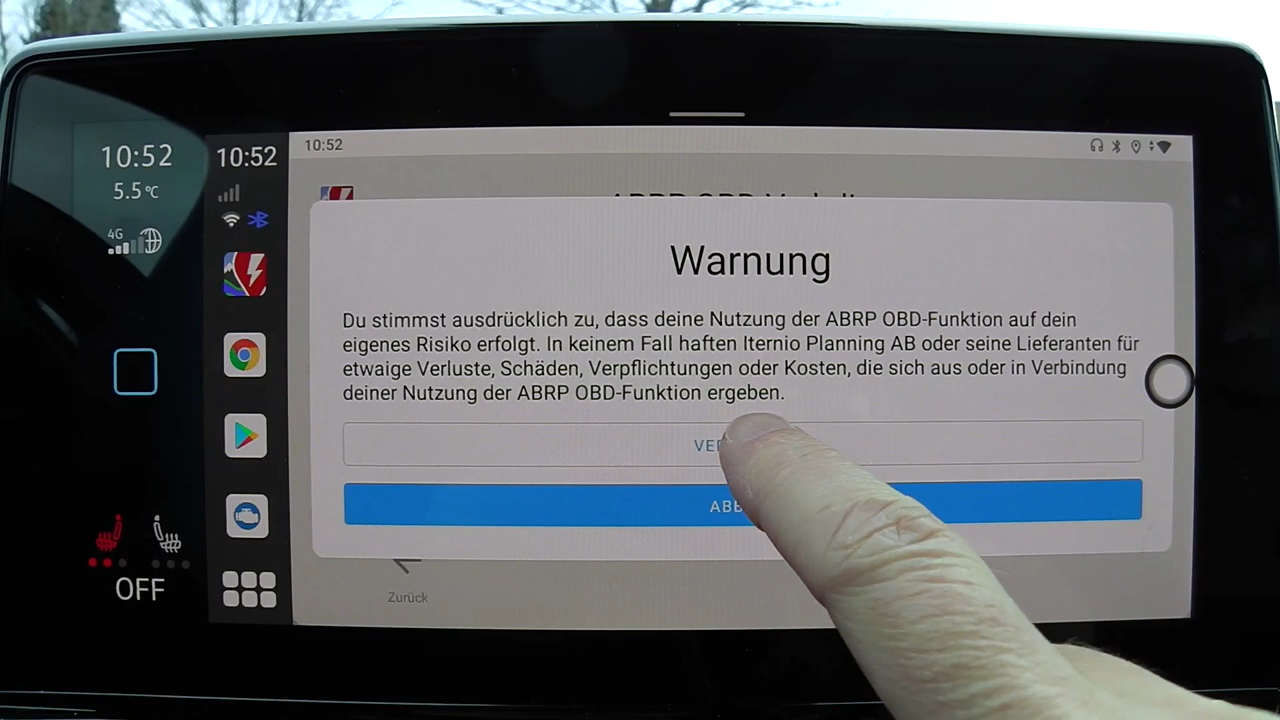 10:52
5.5°C
4G
OFF
10:52
10:52
ABRP OBD
Warnung
Du stimmst ausdrücklich zu, dass deine Nutzung der ABRP OBD-Funktion auf dein
eigenes Risiko erfolgt. In keinem Fall haften Iternio Planning AB oder seine Lieferanten für
etwaige Verluste, Schäden, Verpflichtungen oder Kosten, die sich aus oder in Verbindung
deiner Nutzung der ABRP OBD-Funktion ergeben.
Zurück